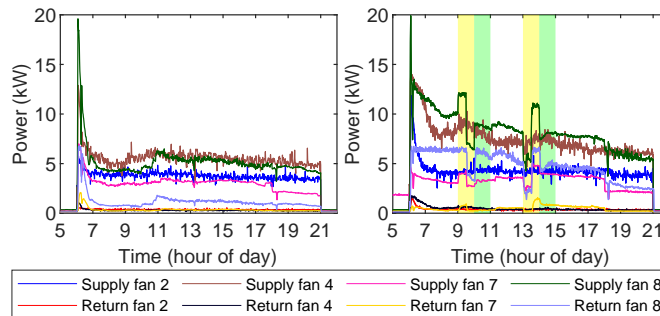 20
15
10
5
0
Power (kW)
5 7 9 11 13 15 17 19 21
Time (hour of day)
20
15
10
5
0
Power (kW)
5 7 9 11 13 15 17 19 21
Time (hour of day)
Supply fan 2 Supply fan 4 Supply fan 7 Supply fan 8
Return fan 2 Return fan 4 Return fan 7 Return fan 8